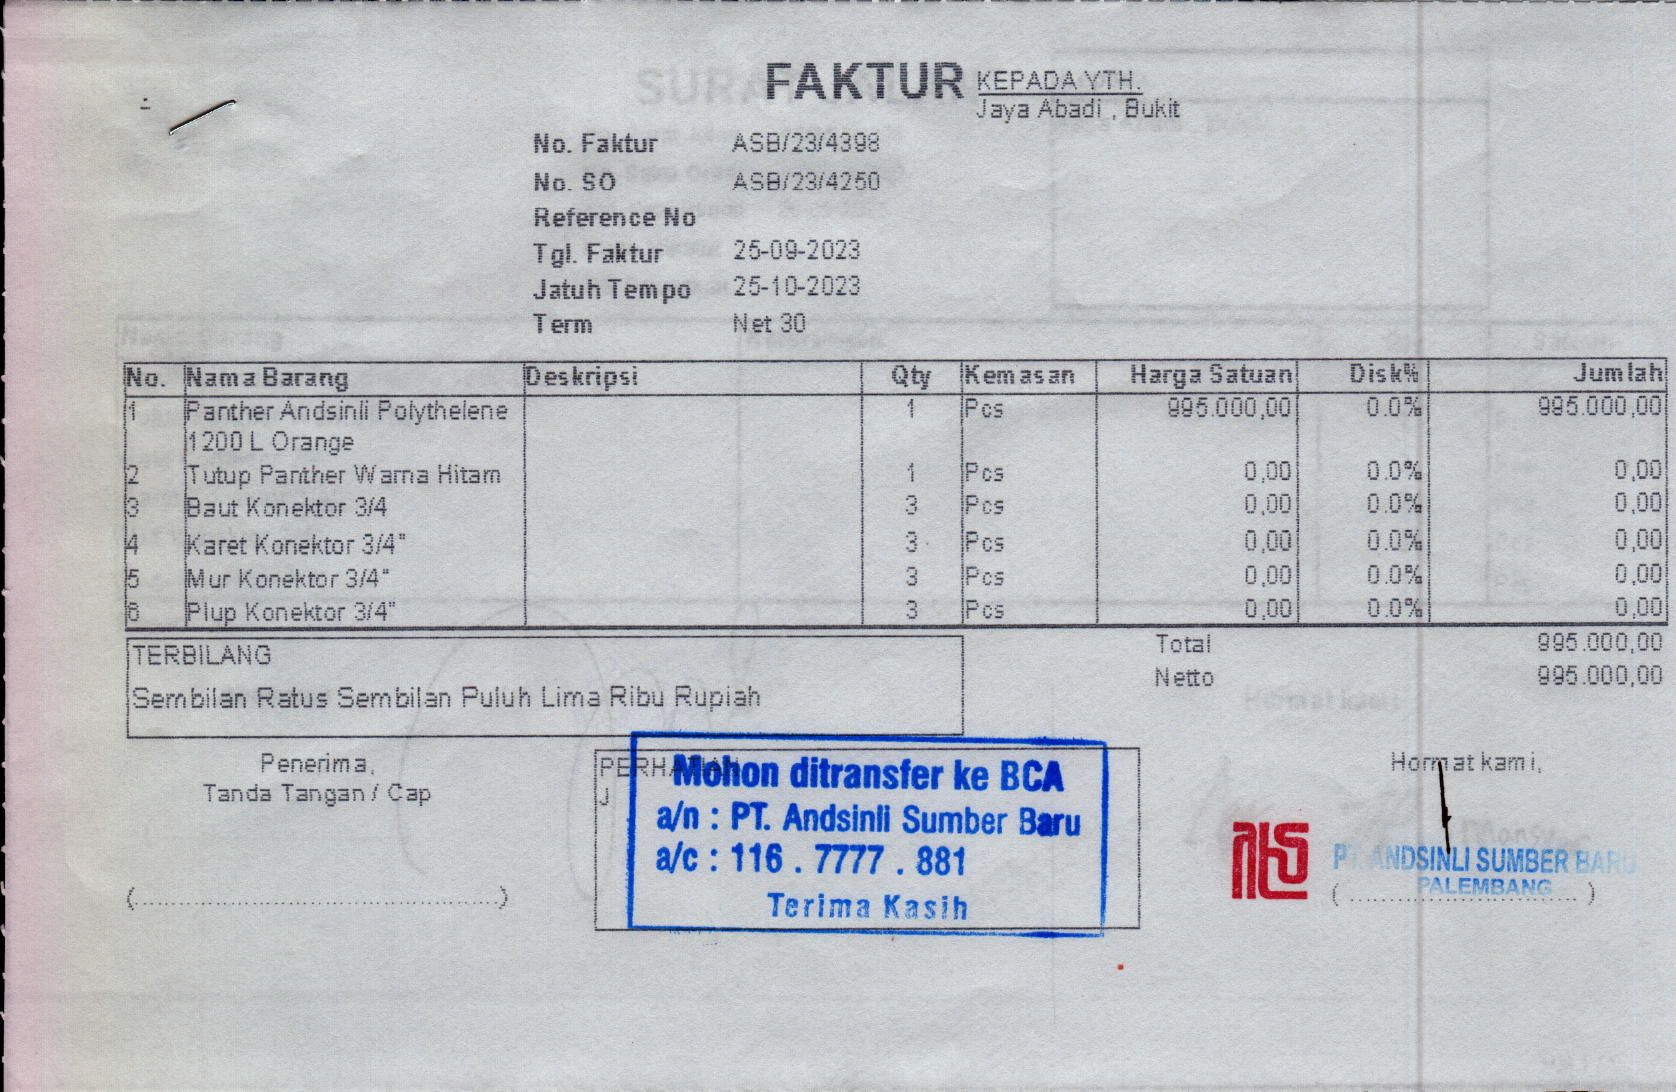 FAKTUR
KEPADA YTH.
Jaya Abadi , Bukit
No. Faktur ASB/23/4398
No. SO ASB/23/4250
Reference No
Tgl. Faktur 25-09-2023
Jatuh Tempo 25-10-2023
Term Net 30
No. Nama Barang Deskripsi Qty Kemasan Harga Satuan Disk% Jumlah
1 Panther Andsinli Polythelene 1 Pcs 995.000,00 0.0% 995.000,00
1200 L Orange
2 Tutup Panther Warna Hitam 1 Pcs 0,00 0.0% 0,00
3 Baut Konektor 3/4 3 Pcs 0,00 0.0% 0,00
4 Karet Konektor 3/4" 3 Pcs 0,00 0.0% 0,00
5 Mur Konektor 3/4" 3 Pcs 0,00 0.0% 0,00
6 Plup Konektor 3/4" 3 Pcs 0,00 0.0% 0,00
Total 995.000,00
Netto 995.000,00
TERBILANG
Sembilan Ratus Sembilan Puluh Lima Ribu Rupiah
Penerima,
Tanda Tangan / Cap
(..........................................)
Mohon ditransfer ke BCA
a/n : PT. Andsinli Sumber Baru
a/c : 116 . 7777 . 881
Terima Kasih
Hormat kami,
PT. ANDSINLI SUMBER BARU
PALEMBANG
(..........................)